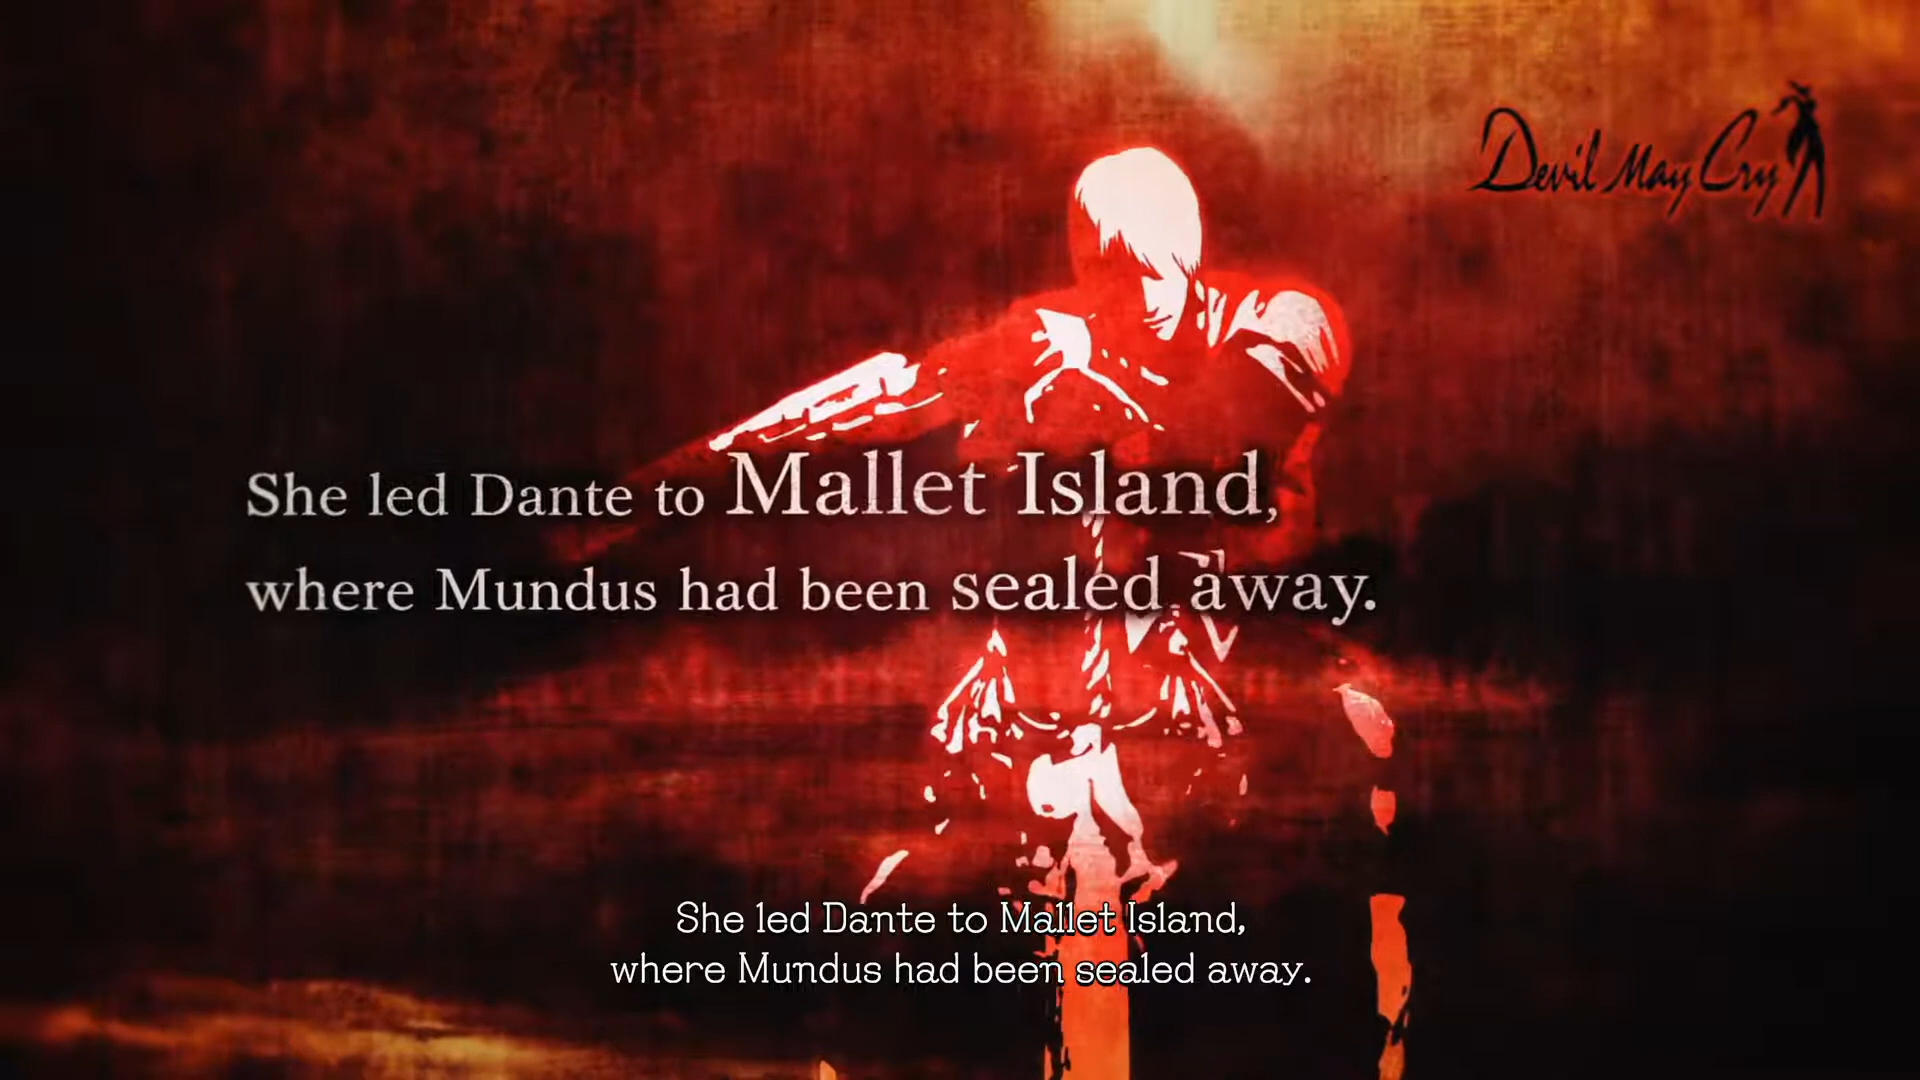 Devil May Cry
She led Dante to Mallet Island,
where Mundus had been sealed away.
She led Dante to Mallet Island,
where Mundus had been sealed away.